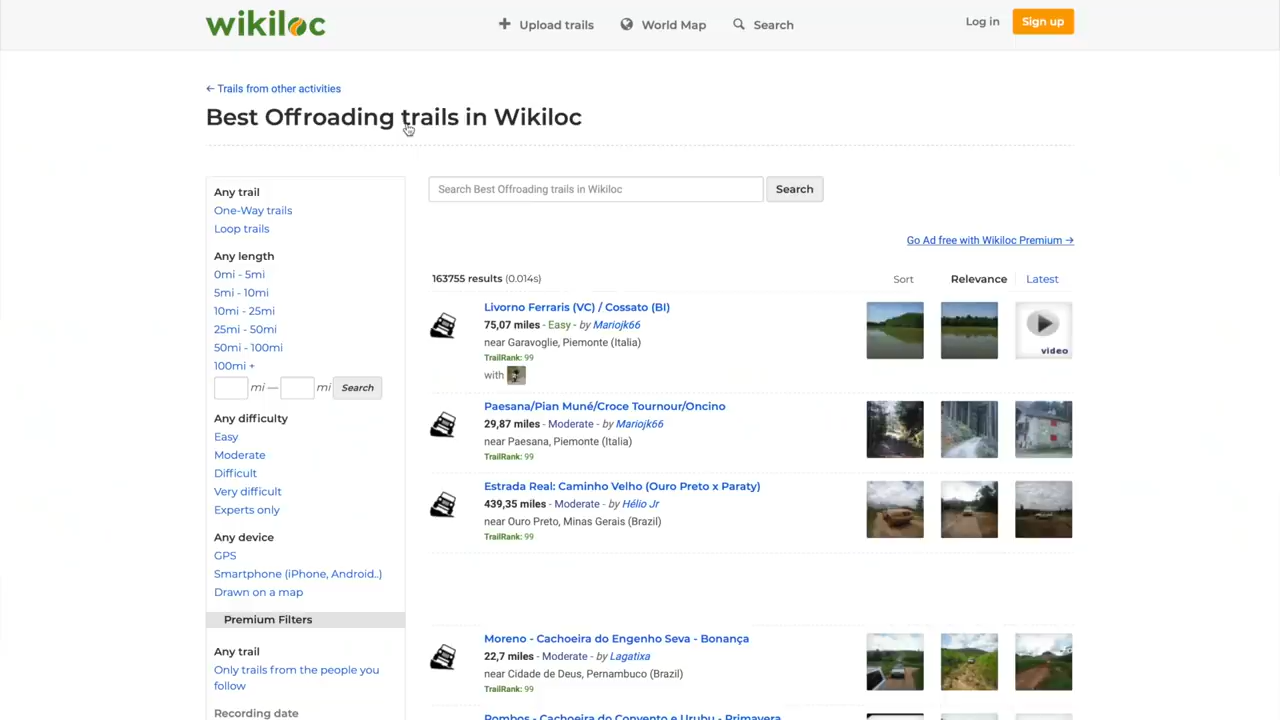 wikiloc
Upload trails
World Map
Search
Log in
Sign up
← Trails from other activities
Best Offroading trails in Wikiloc
Any trail
One-Way trails
Loop trails
Any length
0mi - 5mi
5mi - 10mi
10mi - 25mi
25mi - 50mi
50mi - 100mi
100mi +
mi — mi Search
Any difficulty
Easy
Moderate
Difficult
Very difficult
Experts only
Any device
GPS
Smartphone (iPhone, Android..)
Drawn on a map
Premium Filters
Any trail
Only trails from the people you
follow
Recording date
Search Best Offroading trails in Wikiloc
Search
Go Ad free with Wikiloc Premium →
163755 results (0.014s)
Sort
Relevance
Latest
Livorno Ferraris (VC) / Cossato (BI)
75,07 miles - Easy - by Mariojk66
near Garavoglie, Piemonte (Italia)
TrailRank: 99
with
video
Paesana/Pian Muné/Croce Tournour/Oncino
29,87 miles - Moderate - by Mariojk66
near Paesana, Piemonte (Italia)
TrailRank: 99
Estrada Real: Caminho Velho (Ouro Preto x Paraty)
439,35 miles - Moderate - by Hélio Jr
near Ouro Preto, Minas Gerais (Brazil)
TrailRank: 99
Moreno - Cachoeira do Engenho Seva - Bonança
22,7 miles - Moderate - by Lagatixa
near Cidade de Deus, Pernambuco (Brazil)
TrailRank: 99
Pombos - Cachoeira do Convento e Urubu - Primavera